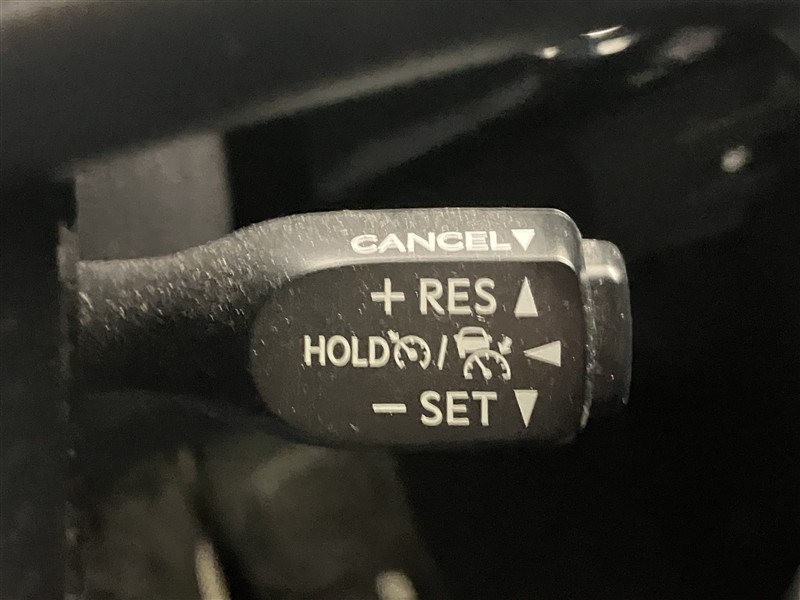 CANCEL▼
+ RES ▲
HOLD / ◀
− SET ▼